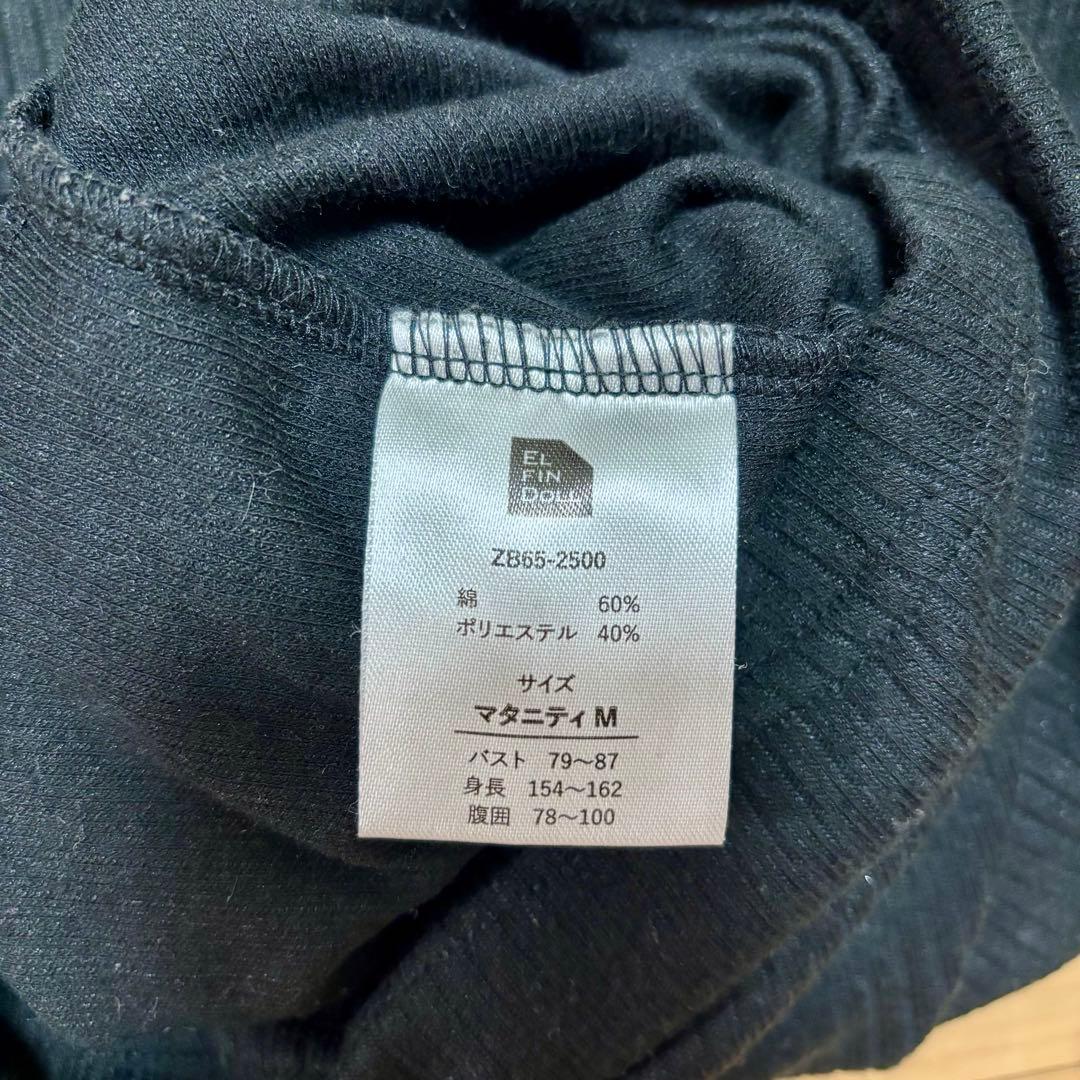 EL
FIN
DOLL
ZB65-2500
綿 60%
ポリエステル 40%
サイズ
マタニティ M
バスト 79～87
身長 154～162
腹囲 78～100